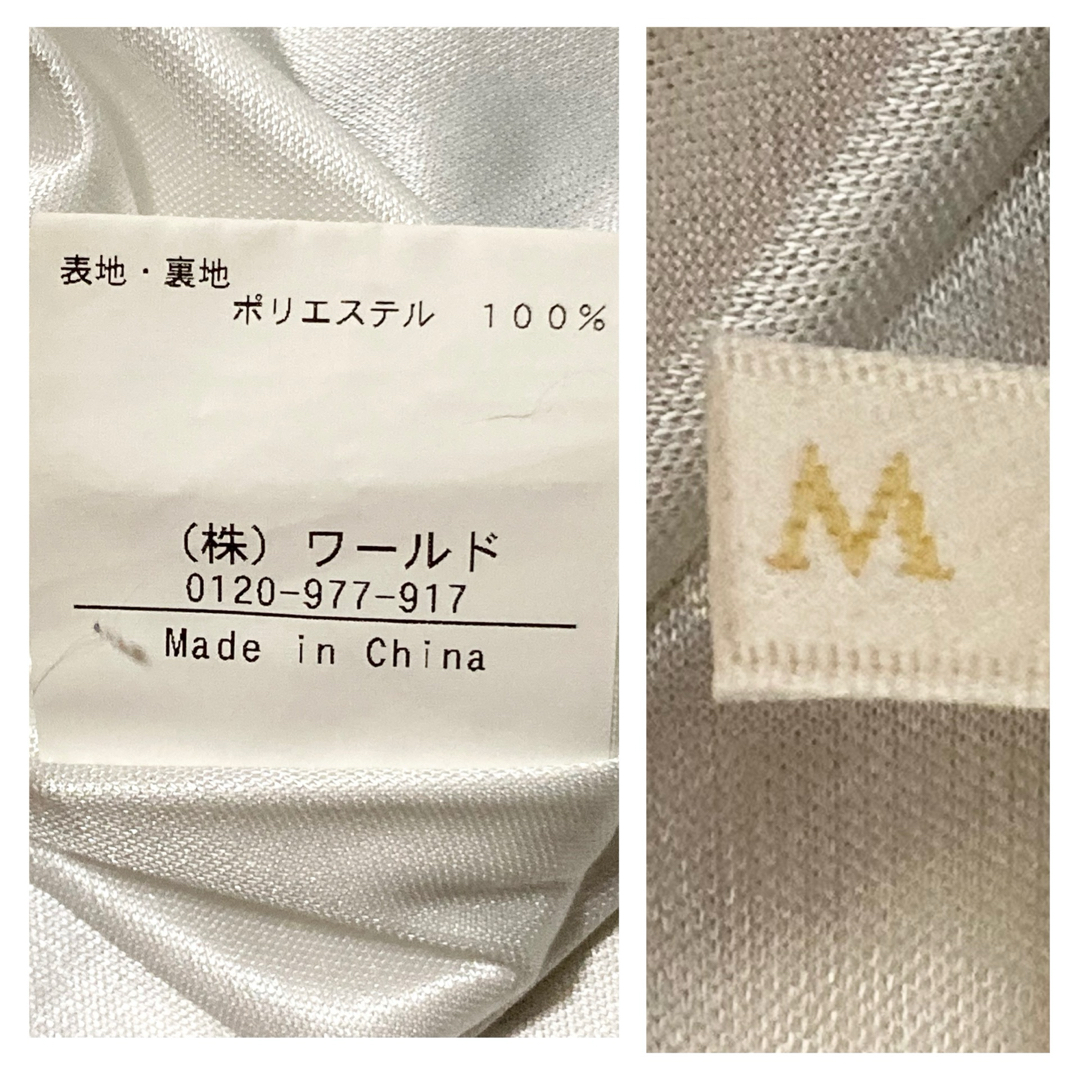 表地・裏地
ポリエステル　１００％
（株）ワールド
0120-977-917
Made in China
M